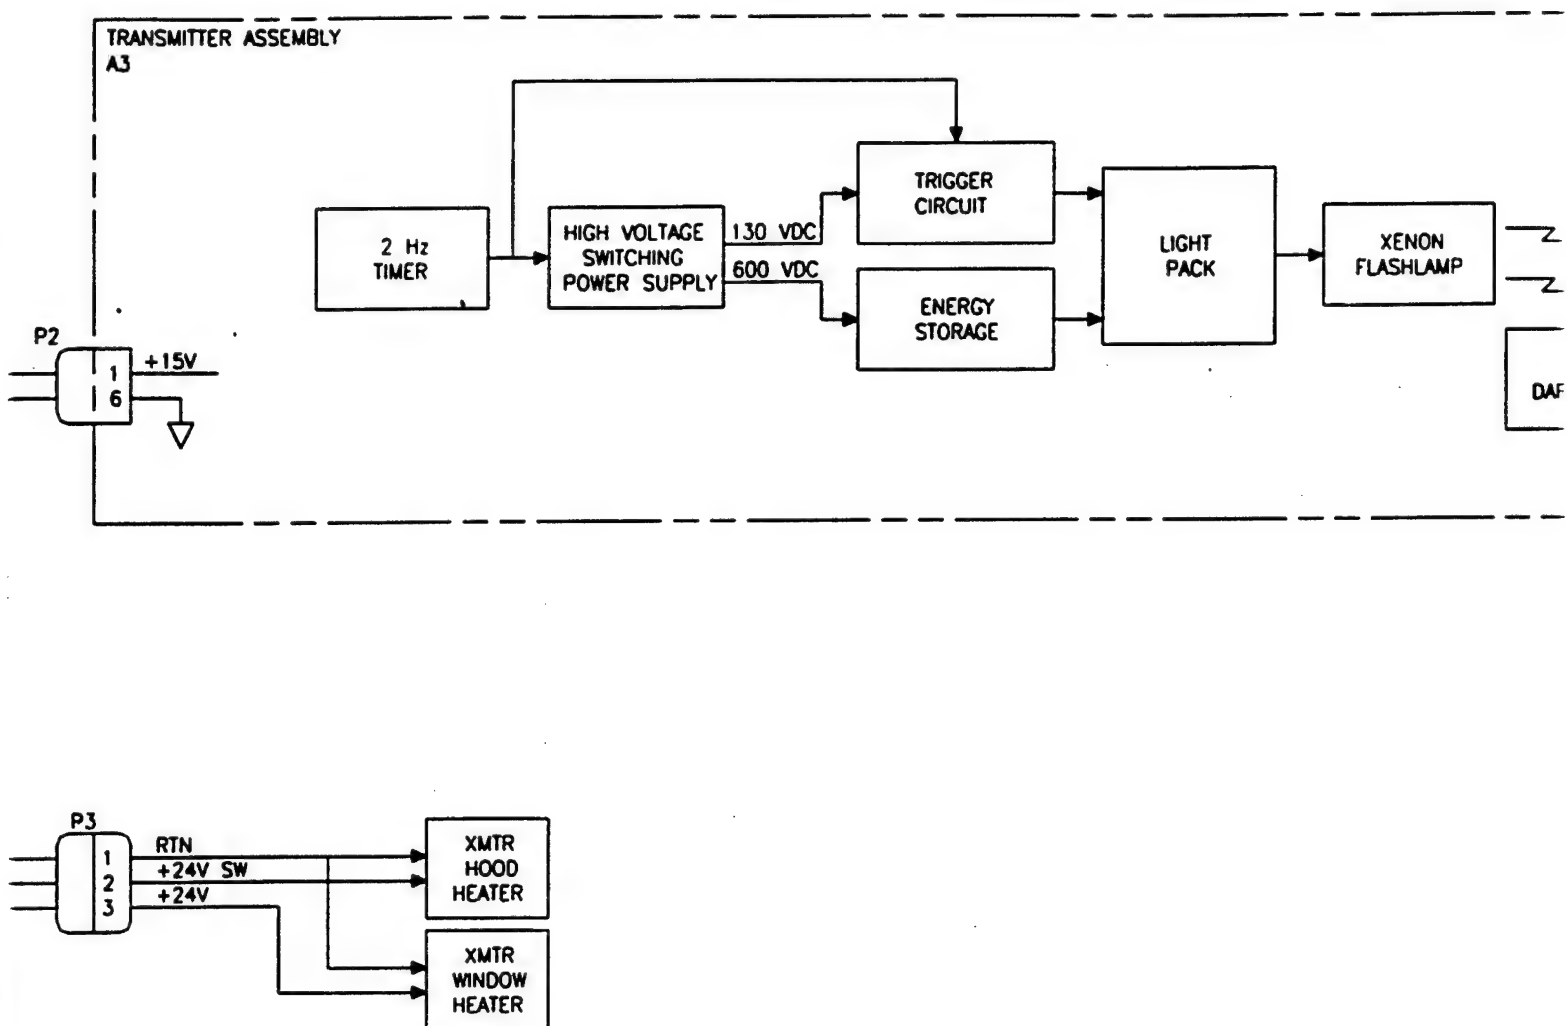 TRANSMITTER ASSEMBLY
A3
2 Hz
TIMER
HIGH VOLTAGE
SWITCHING
POWER SUPPLY
130 VDC
600 VDC
TRIGGER
CIRCUIT
ENERGY
STORAGE
LIGHT
PACK
XENON
FLASHLAMP
P2
1
+15V
6
P3
1
RTN
2
+24V SW
3
+24V
XMTR
HOOD
HEATER
XMTR
WINDOW
HEATER